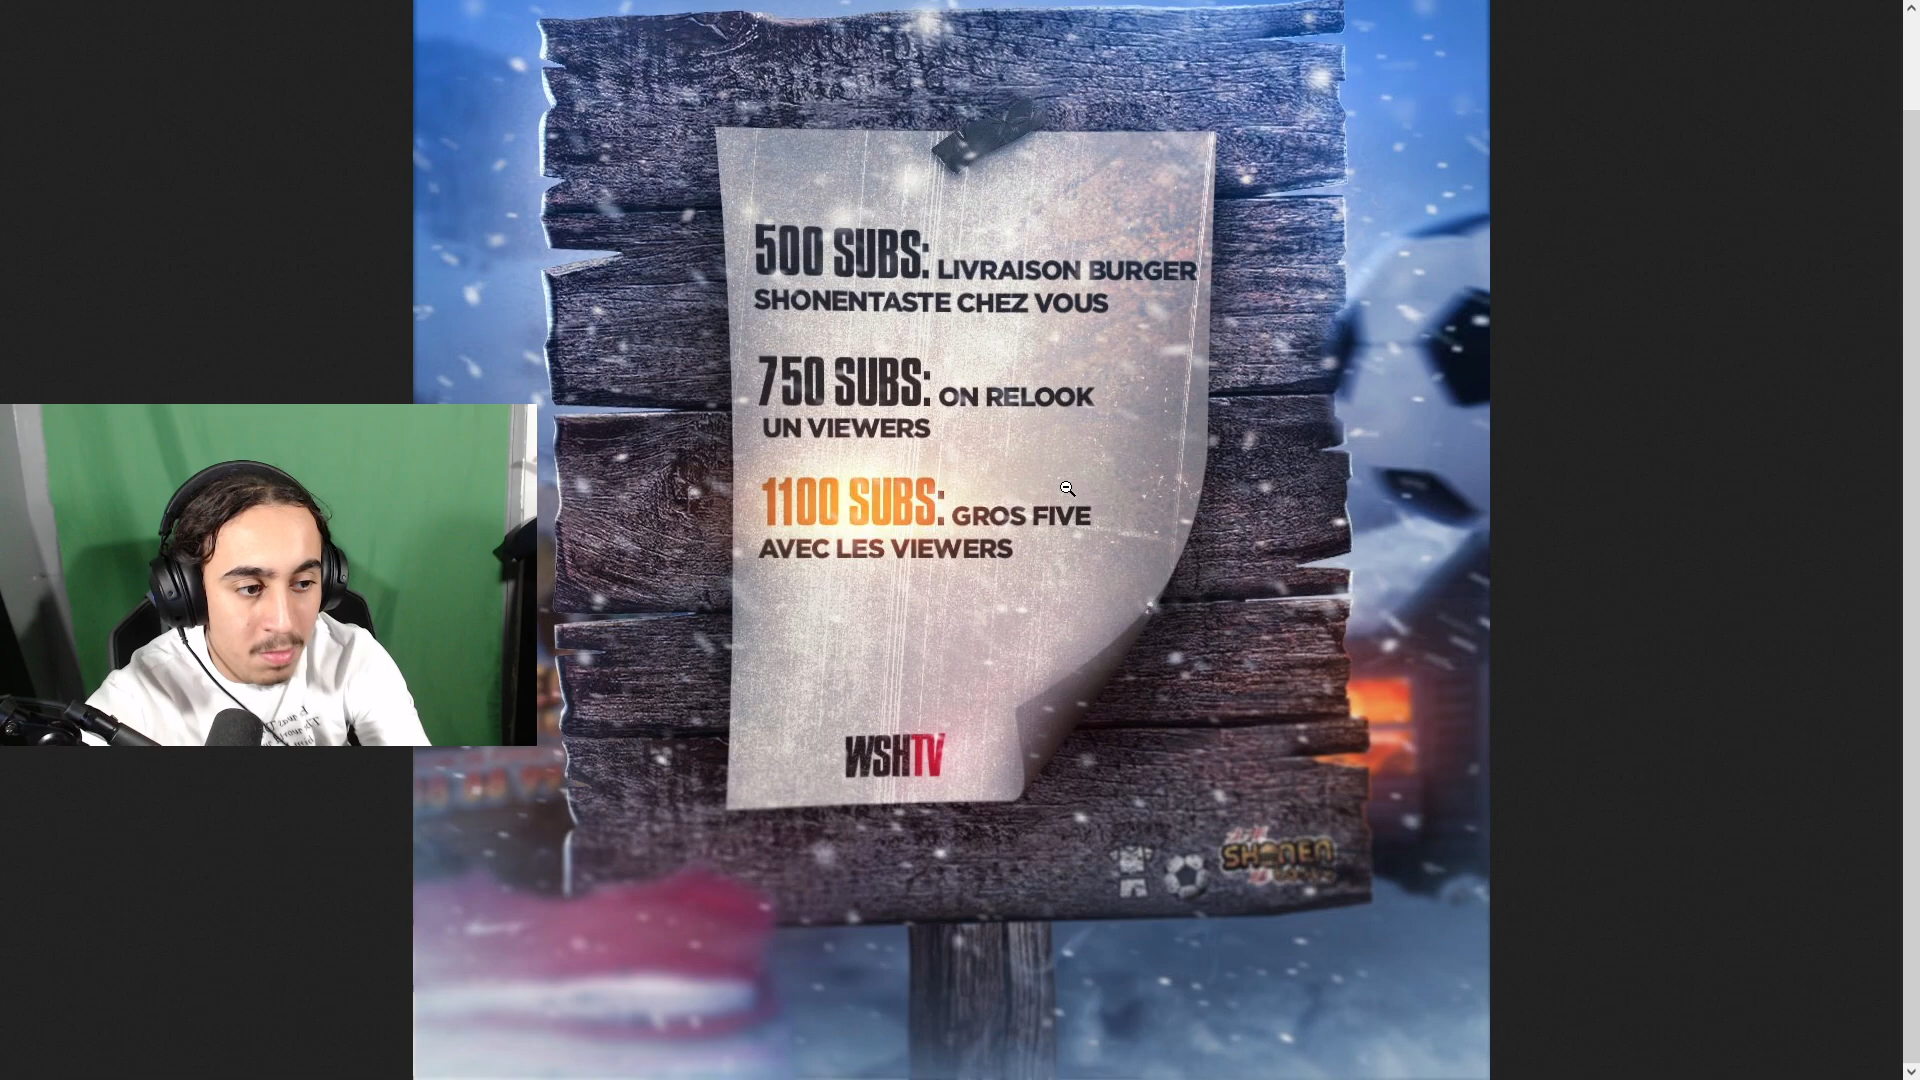 500 SUBS: LIVRAISON BURGER
SHONENTASTE CHEZ VOUS
750 SUBS: ON RELOOK
UN VIEWERS
1100 SUBS: GROS FIVE
AVEC LES VIEWERS
WSHTV
SHONEN